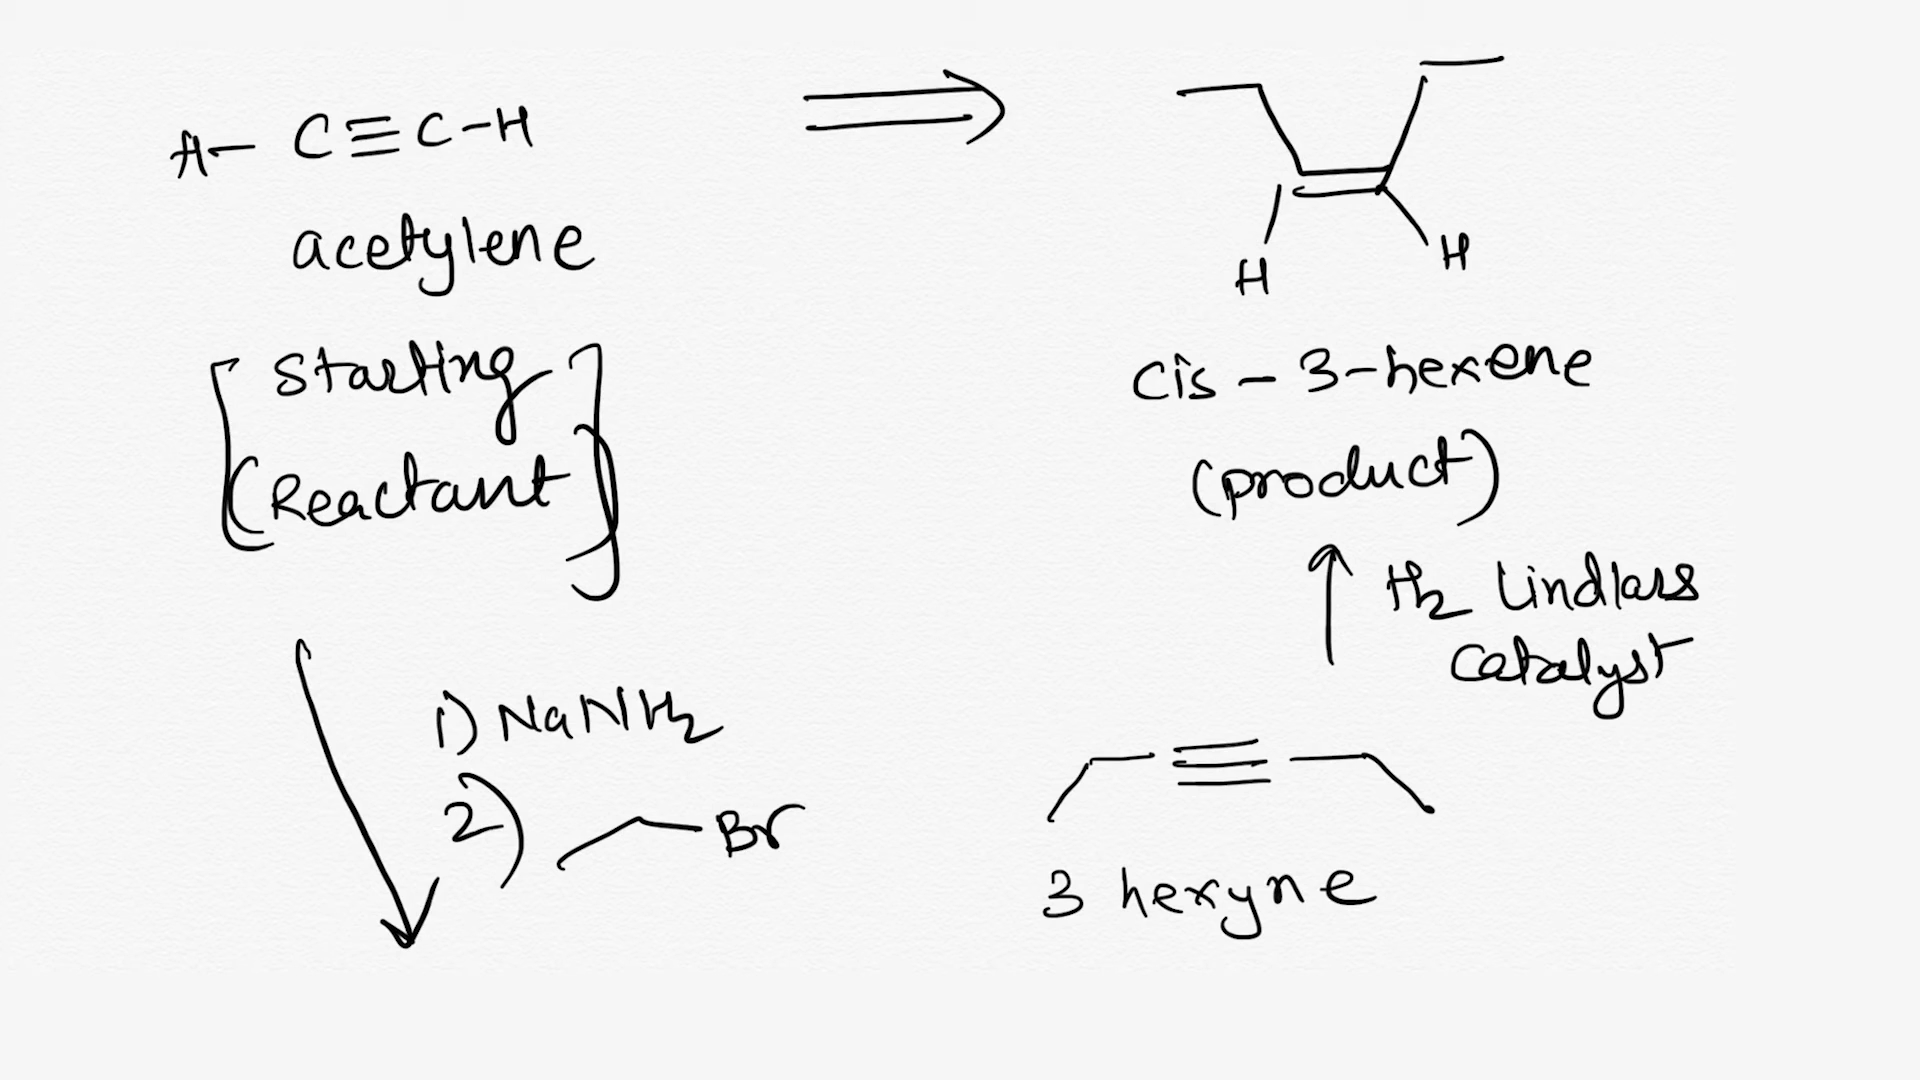 H-C≡C-H
acetylene
[Starting
(Reactant)]
1) NaNH2
2) Br
H H
cis-3-hexene
(product)
H2 Lindlars
Catalyst
3 hexyne